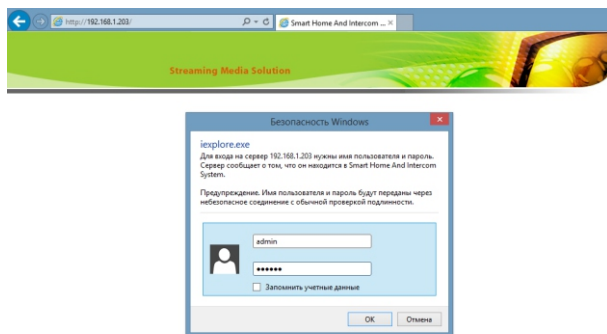 http://192.168.1.203/
Smart Home And Intercom ...
Streaming Media Solution
Безопасность Windows
iexplore.exe
Для входа на сервер 192.168.1.203 нужны имя пользователя и пароль.
Сервер сообщает о том, что он находится в Smart Home And Intercom
System.
Предупреждение. Имя пользователя и пароль будут переданы через
небезопасное соединение с обычной проверкой подлинности.
admin
••••••
Запомнить учетные данные
ОК
Отмена